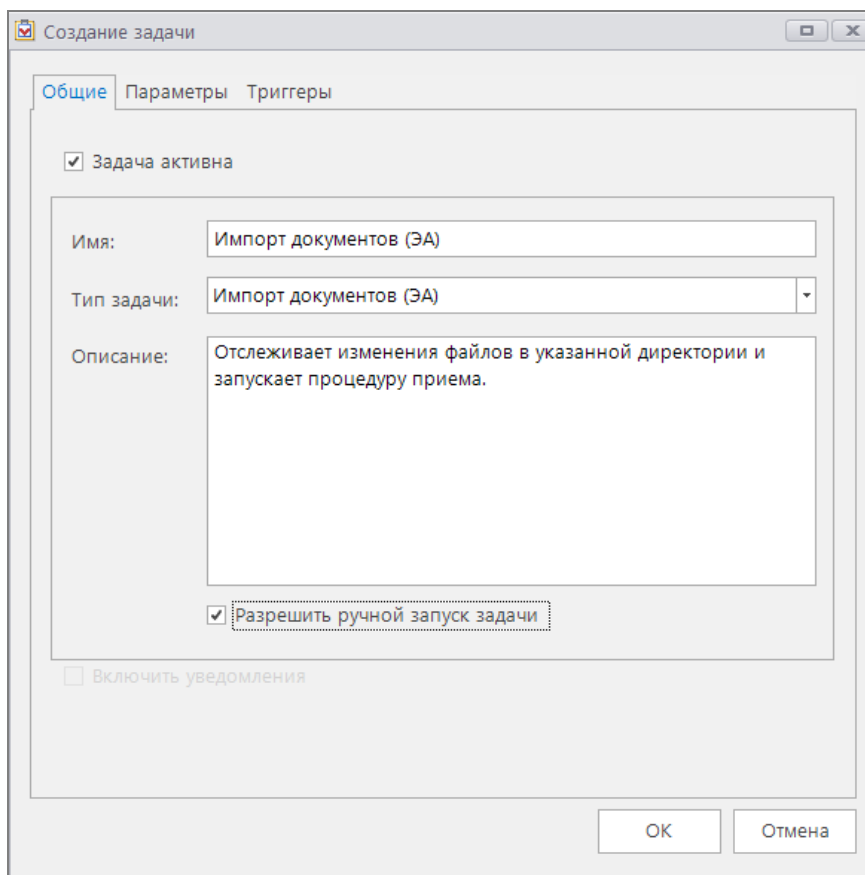 Создание задачи
Общие Параметры Триггеры
Задача активна
Имя: Импорт документов (ЭА)
Тип задачи: Импорт документов (ЭА)
Описание: Отслеживает изменения файлов в указанной директории и
запускает процедуру приема.
Разрешить ручной запуск задачи
Включить уведомления
ОК Отмена